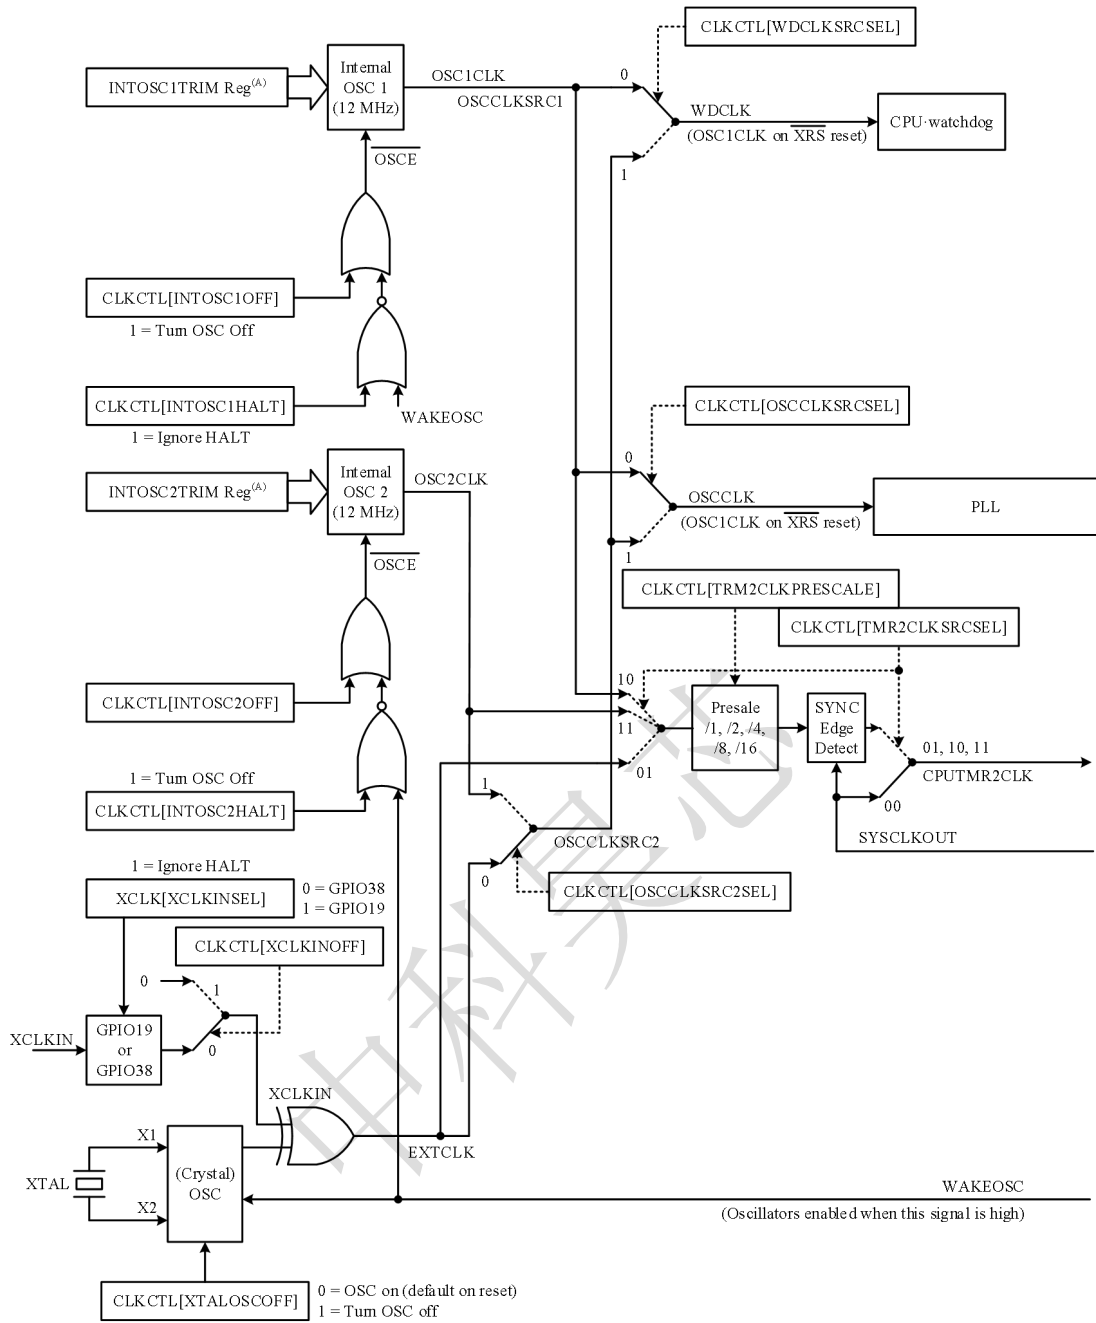 CLKCTL[WDCLKSRCSEL]
INTOSC1TRIM Reg(A)
Internal
OSC 1
(12 MHz)
OSC1CLK
OSCCLKSRC1
0
WDCLK
(OSC1CLK on XRS reset)
CPU·watchdog
1
OSCE
CLKCTL[INTOSC1OFF]
1 = Turn OSC Off
CLKCTL[INTOSC1HALT]
1 = Ignore HALT
WAKEOSC
CLKCTL[OSCCLKSRCSEL]
INTOSC2TRIM Reg(A)
Internal
OSC 2
(12 MHz)
OSC2CLK
0
OSCCLK
(OSC1CLK on XRS reset)
PLL
1
OSCE
CLKCTL[TRM2CLKPRESCALE]
CLKCTL[TMR2CLKSRCSEL]
CLKCTL[INTOSC2OFF]
10
11
01
Presale
/1, /2, /4,
/8, /16
SYNC
Edge
Detect
01, 10, 11
CPUTMR2CLK
00
SYSCLKOUT
1 = Turn OSC Off
CLKCTL[INTOSC2HALT]
1
OSCCLKSRC2
0
1 = Ignore HALT
CLKCTL[OSCCLKSRC2SEL]
XCLK[XCLKINSEL]
0 = GPIO38
1 = GPIO19
CLKCTL[XCLKINOFF]
0
1
XCLKIN
GPIO19
or
GPIO38
0
XCLKIN
EXTCLK
X1
XTAL
X2
(Crystal)
OSC
WAKEOSC
(Oscillators enabled when this signal is high)
CLKCTL[XTALOSCOFF]
0 = OSC on (default on reset)
1 = Turn OSC off
中科昊芯